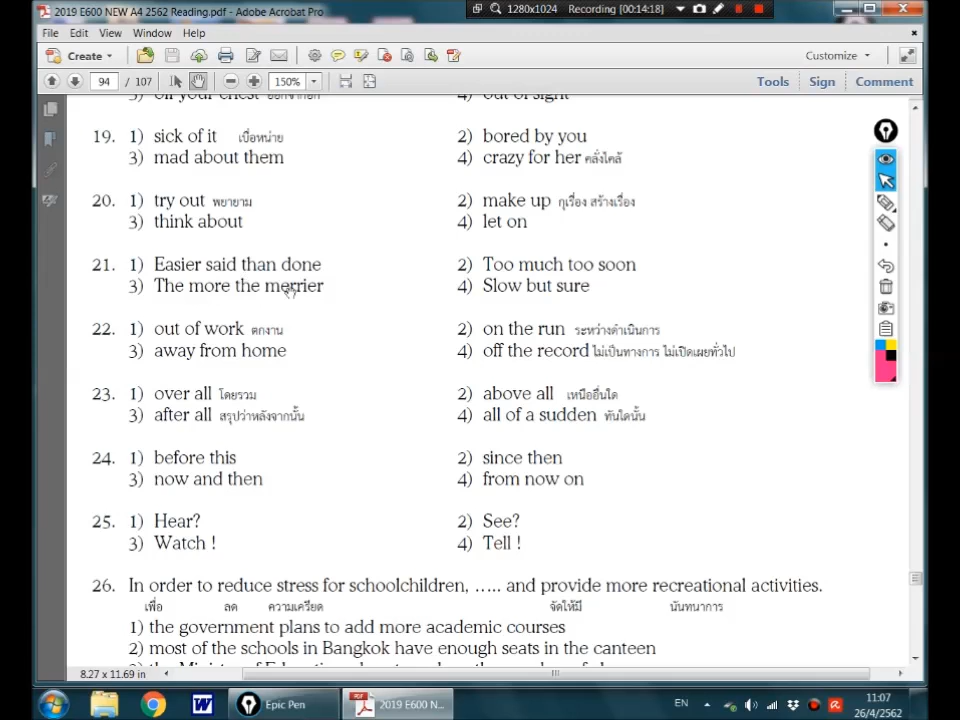 2019 E600 NEW A4 2562 Reading.pdf - Adobe Acrobat Pro
1280x1024 Recording [00:14:18]
File Edit View Window Help
Create Customize
94 / 107 150% Tools Sign Comment
3) off your chest 4) out of sight
19. 1) sick of it เบื่อหน่าย 2) bored by you
3) mad about them 4) crazy for her คลั่งไคล้
20. 1) try out พยายาม 2) make up กุเรื่อง สร้างเรื่อง
3) think about 4) let on
21. 1) Easier said than done 2) Too much too soon
3) The more the merrier 4) Slow but sure
22. 1) out of work ตกงาน 2) on the run ระหว่างดำเนินการ
3) away from home 4) off the record ไม่เป็นทางการ ไม่เปิดเผยทั่วไป
23. 1) over all โดยรวม 2) above all เหนืออื่นใด
3) after all สรุปว่าหลังจากนั้น 4) all of a sudden ทันใดนั้น
24. 1) before this 2) since then
3) now and then 4) from now on
25. 1) Hear? 2) See?
3) Watch ! 4) Tell !
26. In order to reduce stress for schoolchildren, ..... and provide more recreational activities.
เพื่อ ลด ความเครียด จัดให้มี นันทนาการ
1) the government plans to add more academic courses
2) most of the schools in Bangkok have enough seats in the canteen
8.27 x 11.69 in
Epic Pen 2019 E600 N... EN 11:07
26/4/2562